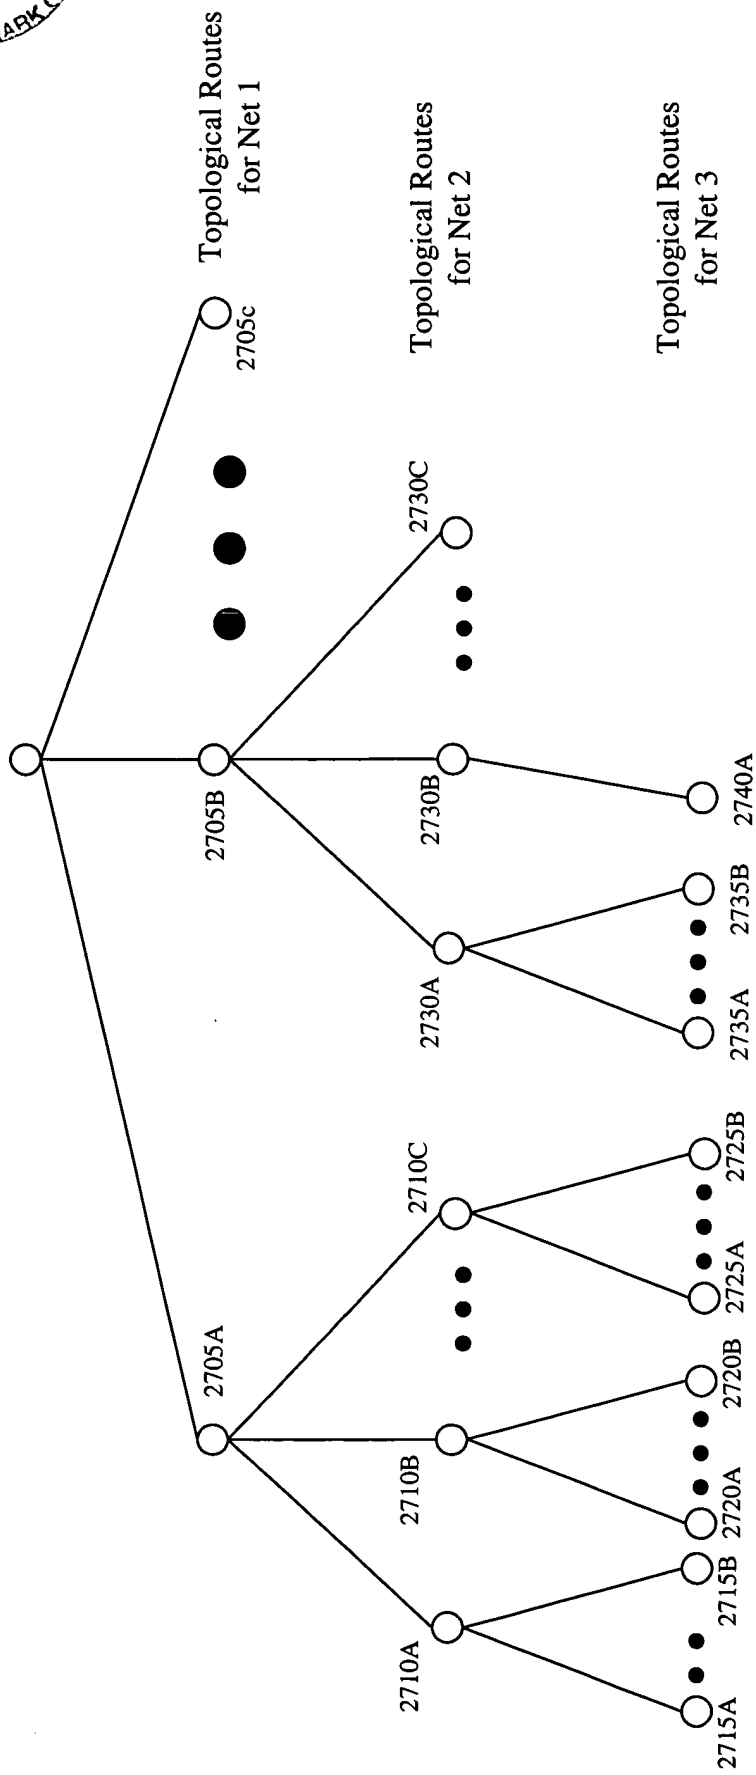 Topological Routes
for Net 1
2705A
2705B
2705c
Topological Routes
for Net 2
2710A
2710B
2710C
2730A
2730B
2730C
Topological Routes
for Net 3
2715A
2715B
2720A
2720B
2725A
2725B
2735A
2735B
2740A